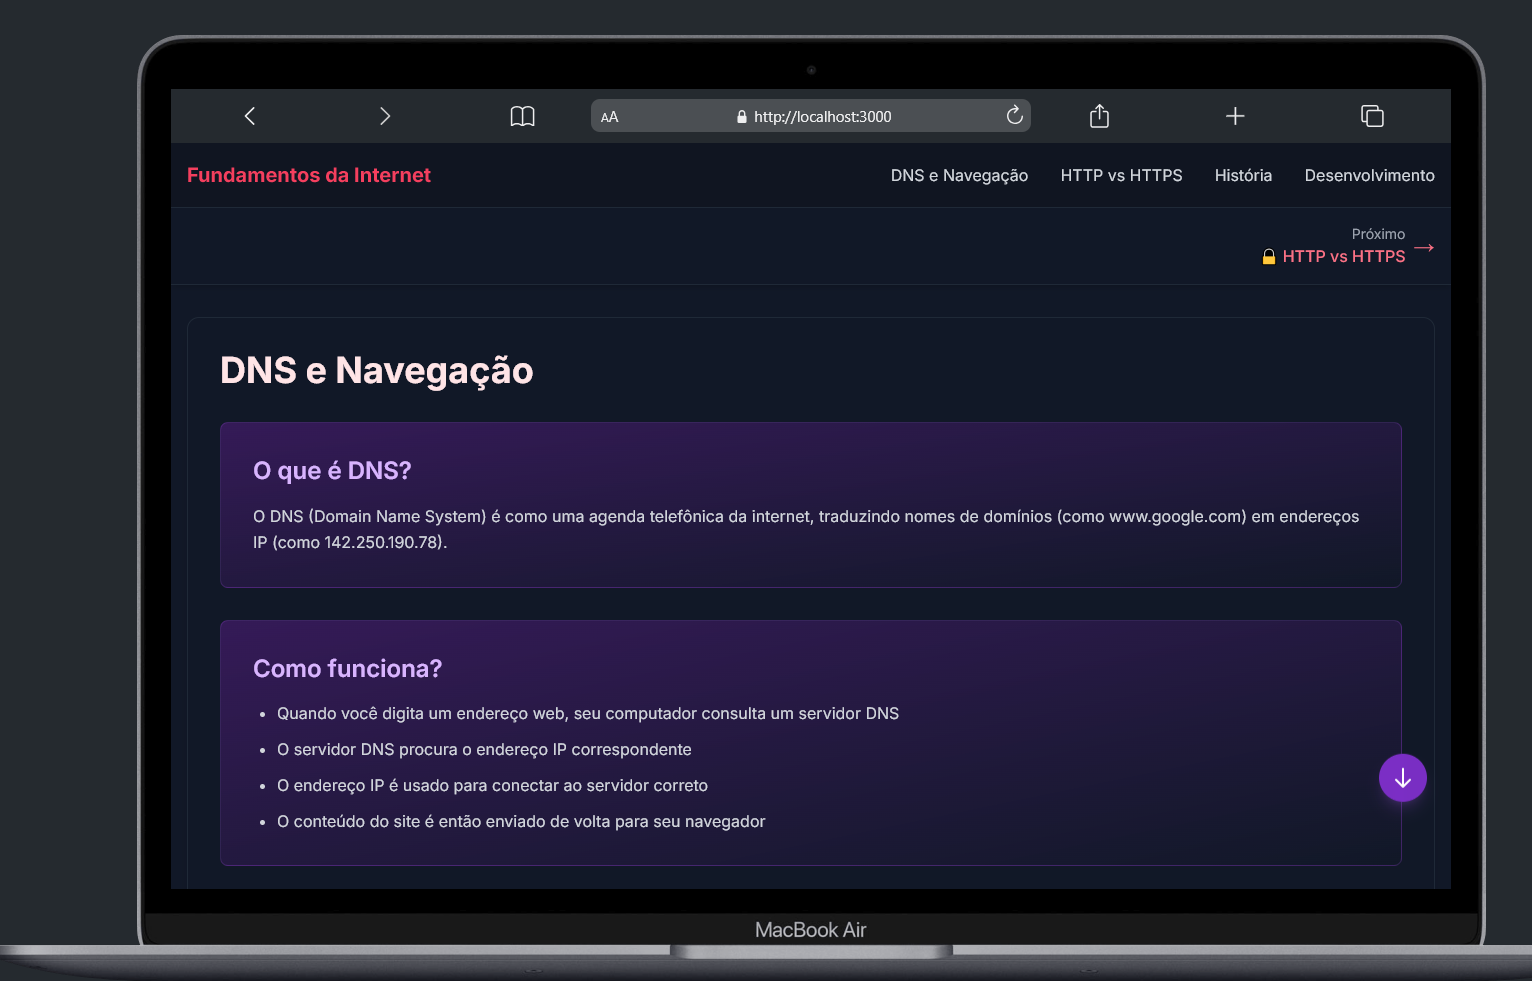 AA http://localhost:3000
Fundamentos da Internet DNS e Navegação HTTP vs HTTPS História Desenvolvimento
Próximo
HTTP vs HTTPS →
DNS e Navegação
O que é DNS?
O DNS (Domain Name System) é como uma agenda telefônica da internet, traduzindo nomes de domínios (como www.google.com) em endereços
IP (como 142.250.190.78).
Como funciona?
• Quando você digita um endereço web, seu computador consulta um servidor DNS
• O servidor DNS procura o endereço IP correspondente
• O endereço IP é usado para conectar ao servidor correto
• O conteúdo do site é então enviado de volta para seu navegador
MacBook Air